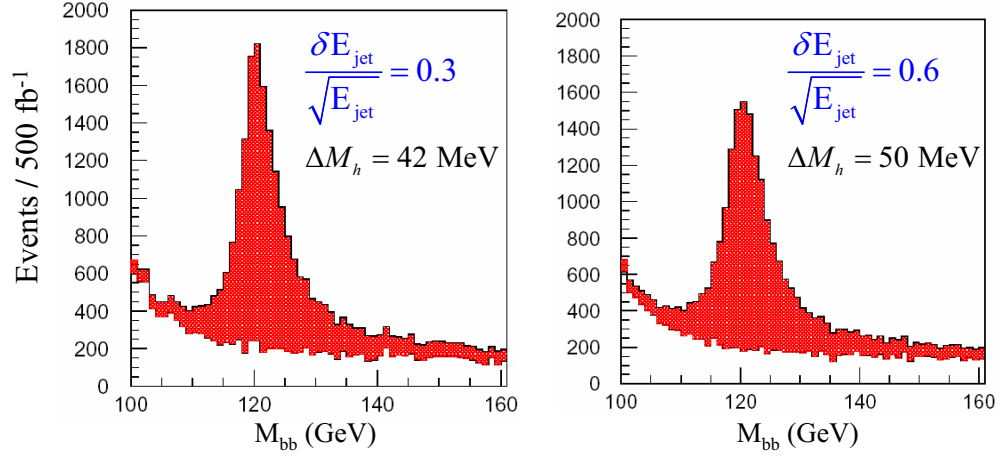 2000
1800
1600
1400
1200
1000
800
600
400
200
0
Events / 500 fb⁻¹
δE_jet / √E_jet = 0.3
ΔM_h = 42 MeV
100 120 140 160
M_bb (GeV)
2000
1800
1600
1400
1200
1000
800
600
400
200
0
δE_jet / √E_jet = 0.6
ΔM_h = 50 MeV
100 120 140 160
M_bb (GeV)